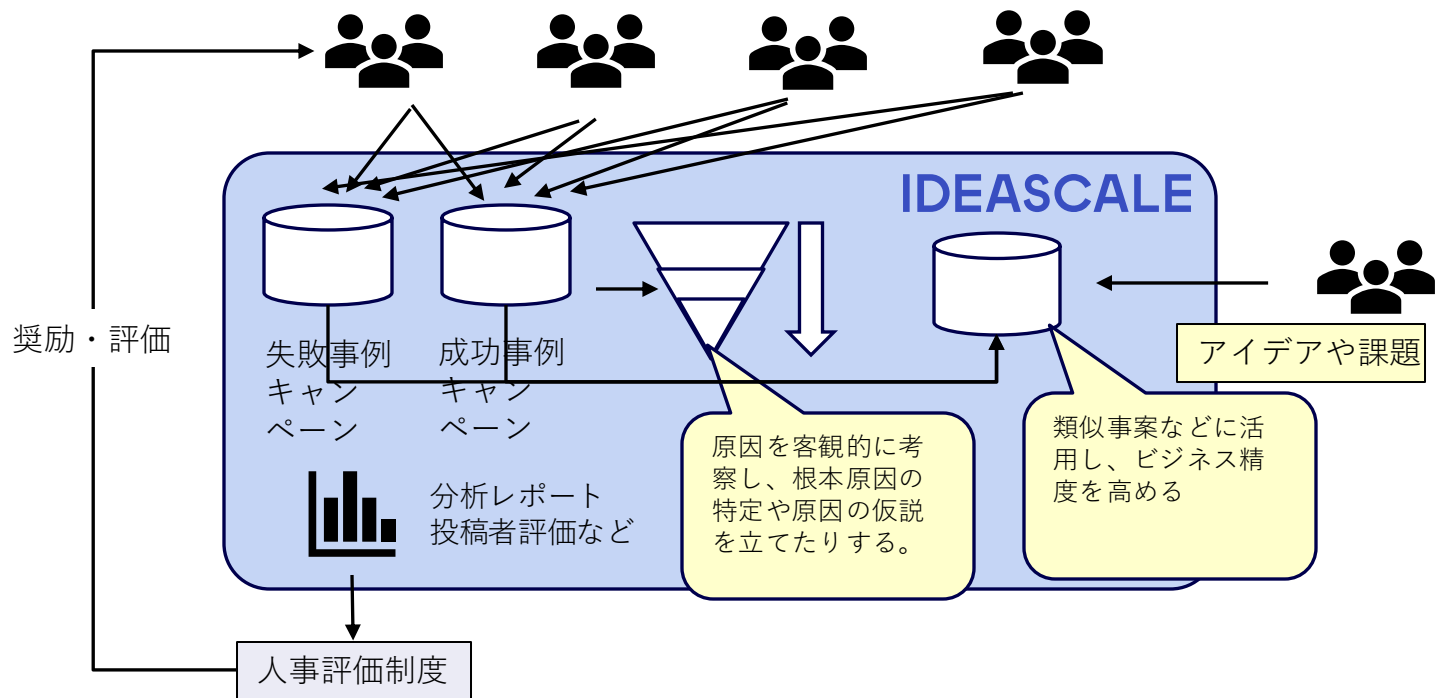 IDEASCALE
奨励・評価
失敗事例
キャン
ペーン
成功事例
キャン
ペーン
アイデアや課題
原因を客観的に考
察し、根本原因の
特定や原因の仮説
を立てたりする。
類似事案などに活
用し、ビジネス精
度を高める
分析レポート
投稿者評価など
人事評価制度